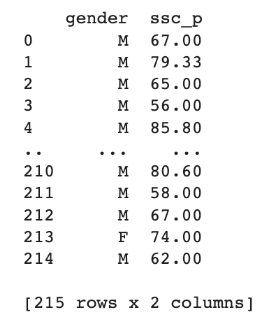 gender ssc_p
0 M 67.00
1 M 79.33
2 M 65.00
3 M 56.00
4 M 85.80
.. ... ...
210 M 80.60
211 M 58.00
212 M 67.00
213 F 74.00
214 M 62.00
[215 rows x 2 columns]